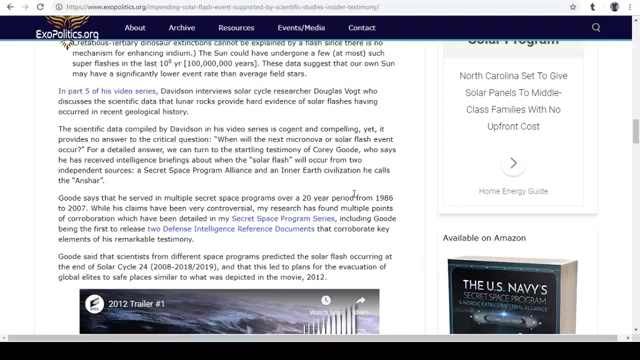 https://www.exopolitics.org/impending-solar-flash-event-supported-by-scientific-studies-insider-testimony/
ExoPolitics.org
About
Archive
Resources
Events/Media
Contact
Cretatious-Tertiary dinosaur extinctions cannot be explained by a flash since there is no
mechanism for enhancing iridium. The Sun could have undergone a few (at most) such
super flashes in the last 10⁸ yr [100,000,000 years]. These data suggest that our own Sun
may have a significantly lower event rate than average field stars.
In part 5 of his video series, Davidson interviews solar cycle researcher Douglas Vogt who
discusses the scientific data that lunar rocks provide hard evidence of solar flashes having
occurred in recent geological history.
The scientific data compiled by Davidson in his video series is cogent and compelling, yet, it
provides no answer to the critical question: "When will the next micronova or solar flash event
occur?" For a detailed answer, we can turn to the startling testimony of Corey Goode, who says
he has received intelligence briefings about when the "solar flash" will occur from two
independent sources: a Secret Space Program Alliance and an Inner Earth civilization he calls
the "Anshar".
Goode says that he served in multiple secret space programs over a 20 year period from 1986
to 2007. While his claims have been very controversial, my research has found multiple points
of corroboration which have been detailed in my Secret Space Program Series, including Goode
being the first to release two Defense Intelligence Reference Documents that corroborate key
elements of his remarkable testimony.
Goode said that scientists from different space programs predicted the solar flash occurring at
the end of Solar Cycle 24 (2008-2018/2019), and that this led to plans for the evacuation of
global elites to safe places similar to what was depicted in the movie, 2012.
2012 Trailer #1
Watch later
Share
Solar Program
North Carolina Set To Give
Solar Panels To Middle-
Class Families With No
Upfront Cost
Home Energy Guide
Available on Amazon
THE U.S. NAVY'S
SECRET SPACE PROGRAM
& NORDIC EXTRATERRESTRIAL ALLIANCE